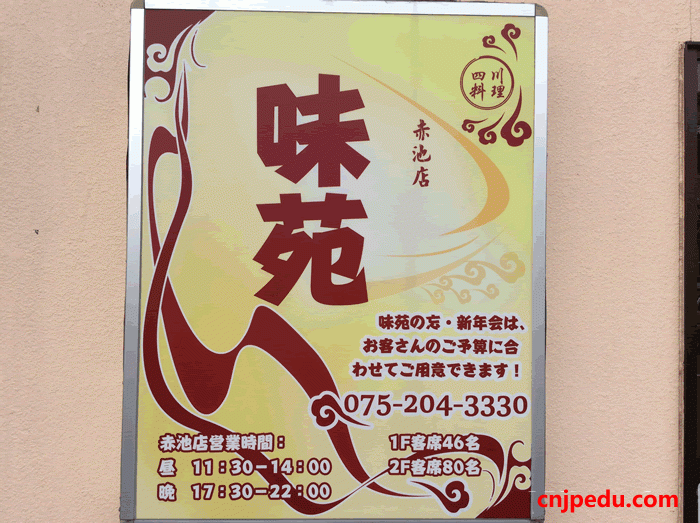 四川
料理
味苑
赤池店
味苑の忘・新年会は、
お客さんのご予算に合
わせてご用意できます！
075-204-3330
赤池店営業時間：
昼 11：30－14：00
晩 17：30－22：00
1F客席46名
2F客席80名
cnjpedu.com